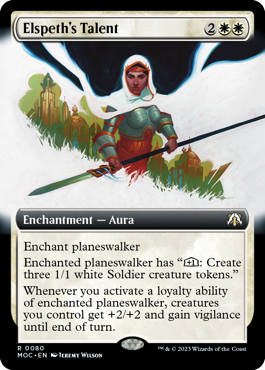 Elspeth's Talent 2
Enchantment — Aura
Enchant planeswalker
Enchanted planeswalker has “+1: Create
three 1/1 white Soldier creature tokens.”
Whenever you activate a loyalty ability
of enchanted planeswalker, creatures
you control get +2/+2 and gain vigilance
until end of turn.
R 0080
MOC • EN Jeremy Wilson
™ & © 2023 Wizards of the Coast